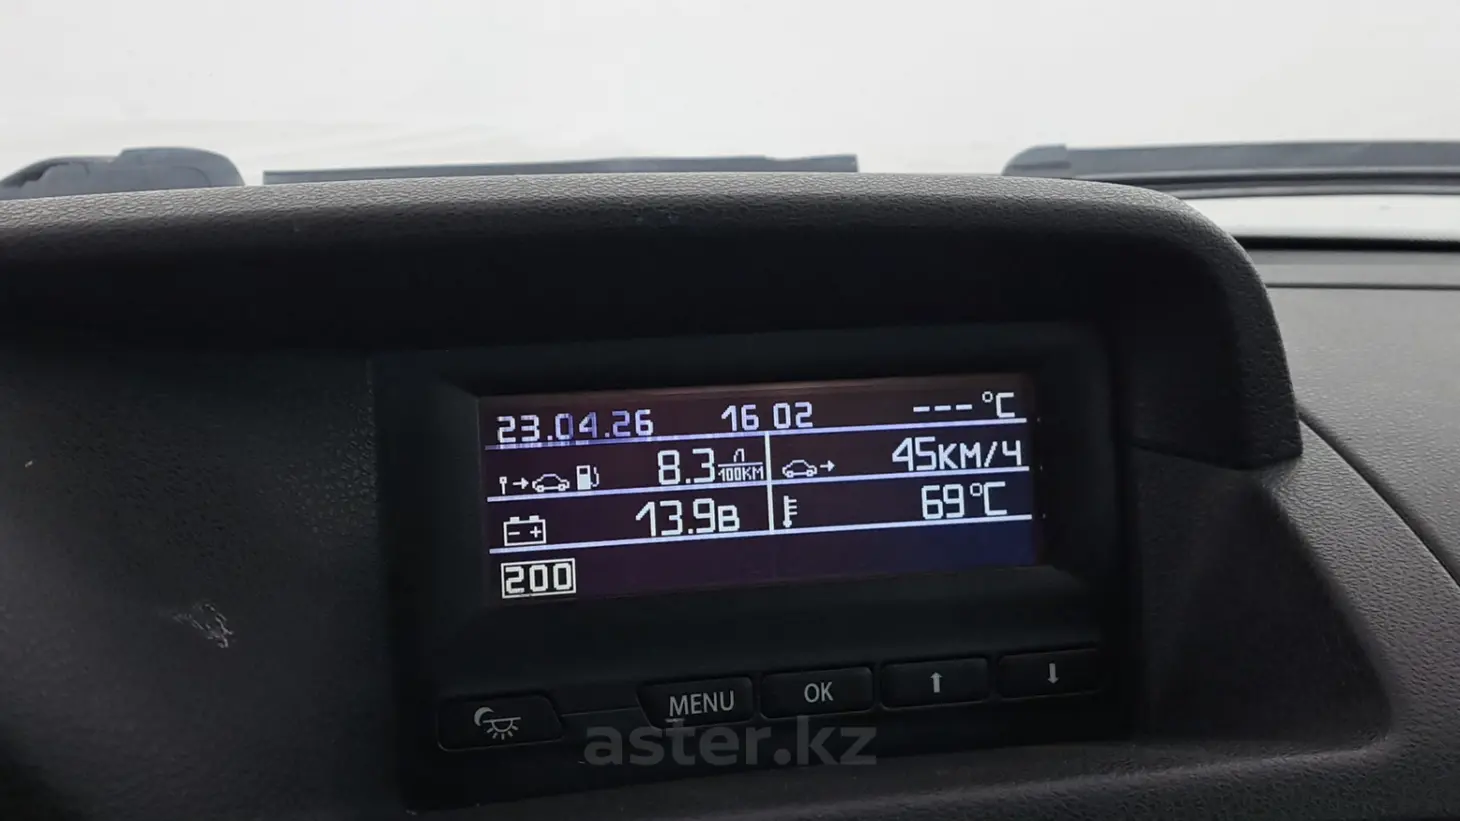 23.04.26 16 02 ---°C
8.3 Л/100КМ 45КМ/Ч
13.9В 69°C
200
MENU OK
aster.kz